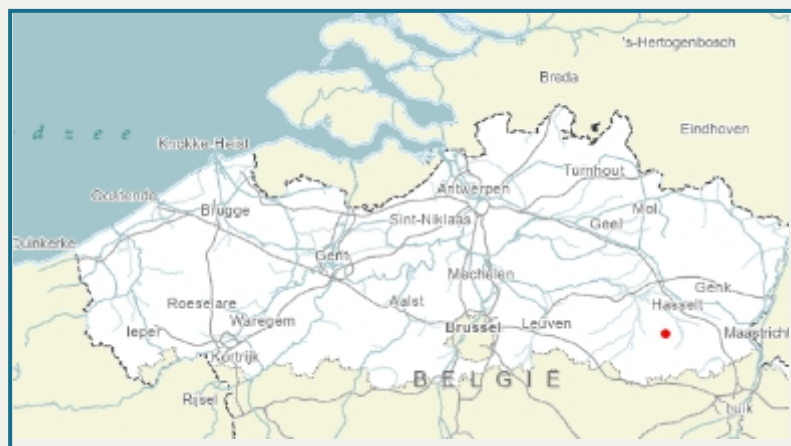 's-Hertogenbosch
Breda
d z e e
Eindhoven
Knokke-Heist
Turnhout
Antwerpen
Oostende
Mol
Brugge
Sint-Niklaas
Geel
Duinkerke
Gent
Mechelen
Genk
Roeselare
Aalst
Hasselt
Ieper
Waregem
Brussel
Leuven
Maastricht
Kortrijk
BELGIË
Rijsel
Luik